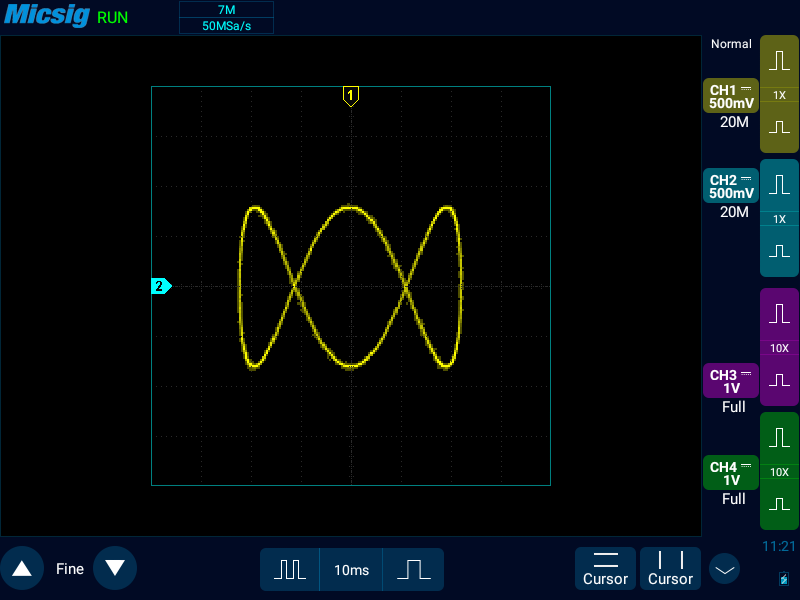 Micsig RUN
7M
50MSa/s
Normal
1
CH1
500mV
20M
1X
2
CH2
500mV
20M
1X
CH3
1V
Full
10X
CH4
1V
Full
10X
11:21
Fine
10ms
Cursor
Cursor